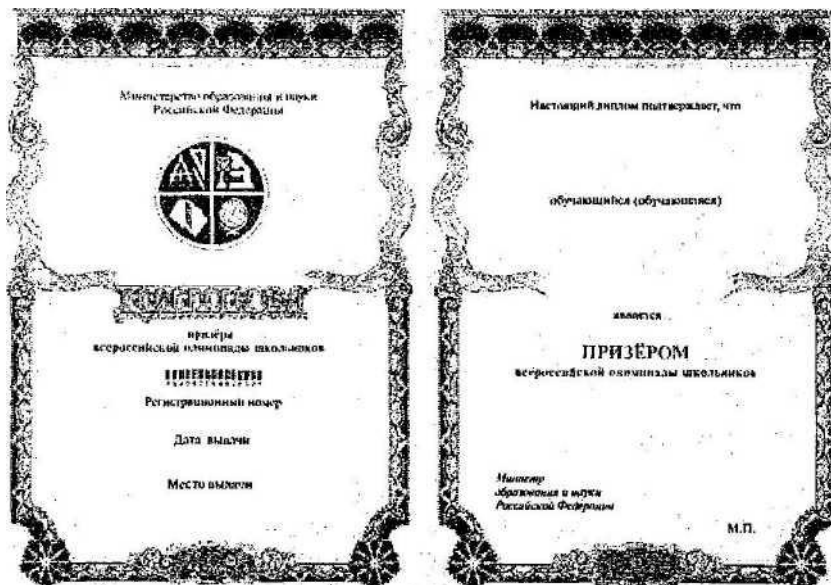 Министерство образования и науки
Российской Федерации
призёра
всероссийской олимпиады школьников
Регистрационный номер
Дата выдачи
Место выдачи
Настоящий диплом подтверждает, что
обучающийся (обучающаяся)
является
ПРИЗЁРОМ
всероссийской олимпиады школьников
Министр
образования и науки
Российской Федерации
М.П.